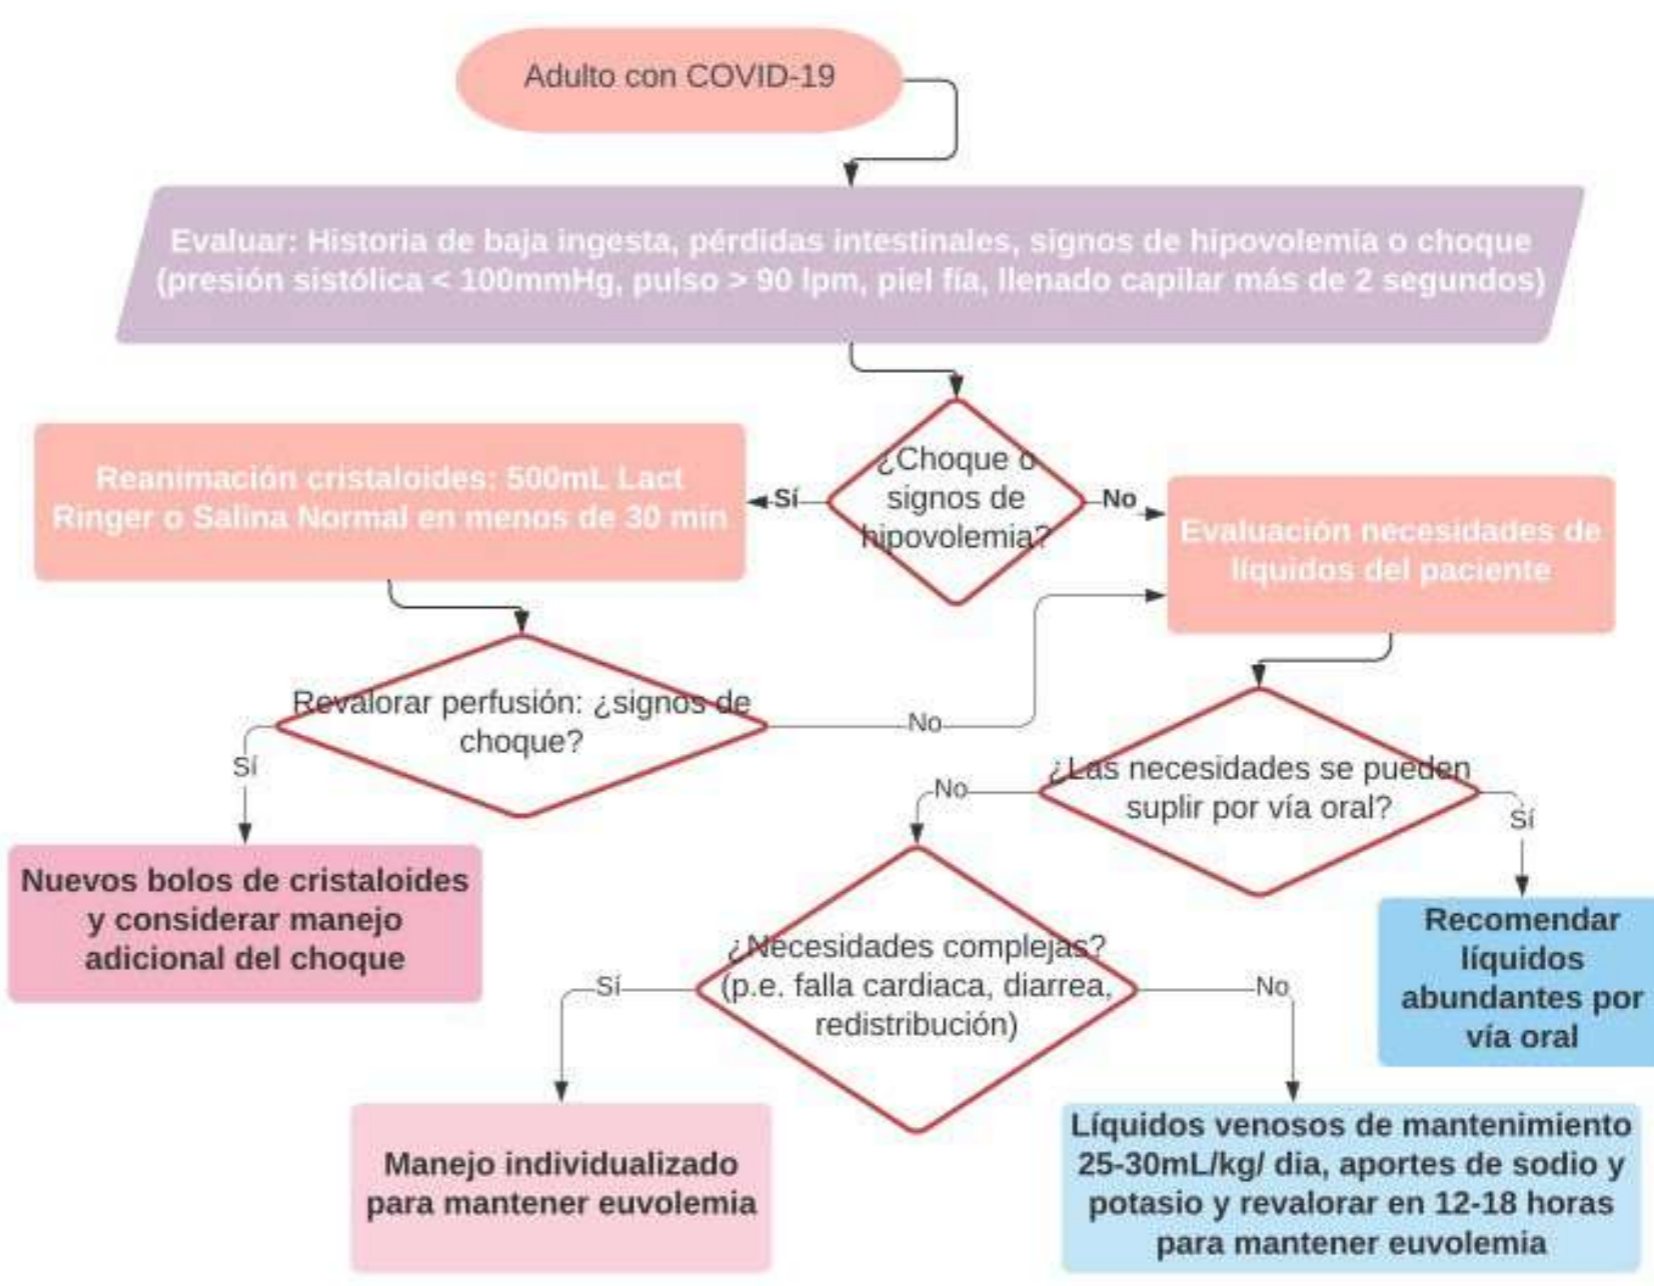 Adulto con COVID-19
Evaluar: Historia de baja ingesta, pérdidas intestinales, signos de hipovolemia o choque
(presión sistólica < 100mmHg, pulso > 90 lpm, piel fía, llenado capilar más de 2 segundos)
¿Choque o
signos de
hipovolemia?
Sí
No
Reanimación cristaloides: 500mL Lact
Ringer o Salina Normal en menos de 30 min
Evaluación necesidades de
líquidos del paciente
Revalorar perfusión: ¿signos de
choque?
No
Sí
¿Las necesidades se pueden
suplir por vía oral?
No
Sí
Nuevos bolos de cristaloides
y considerar manejo
adicional del choque
Recomendar
líquidos
abundantes por
vía oral
¿Necesidades complejas?
(p.e. falla cardiaca, diarrea,
redistribución)
Sí
No
Manejo individualizado
para mantener euvolemia
Líquidos venosos de mantenimiento
25-30mL/kg/ dia, aportes de sodio y
potasio y revalorar en 12-18 horas
para mantener euvolemia